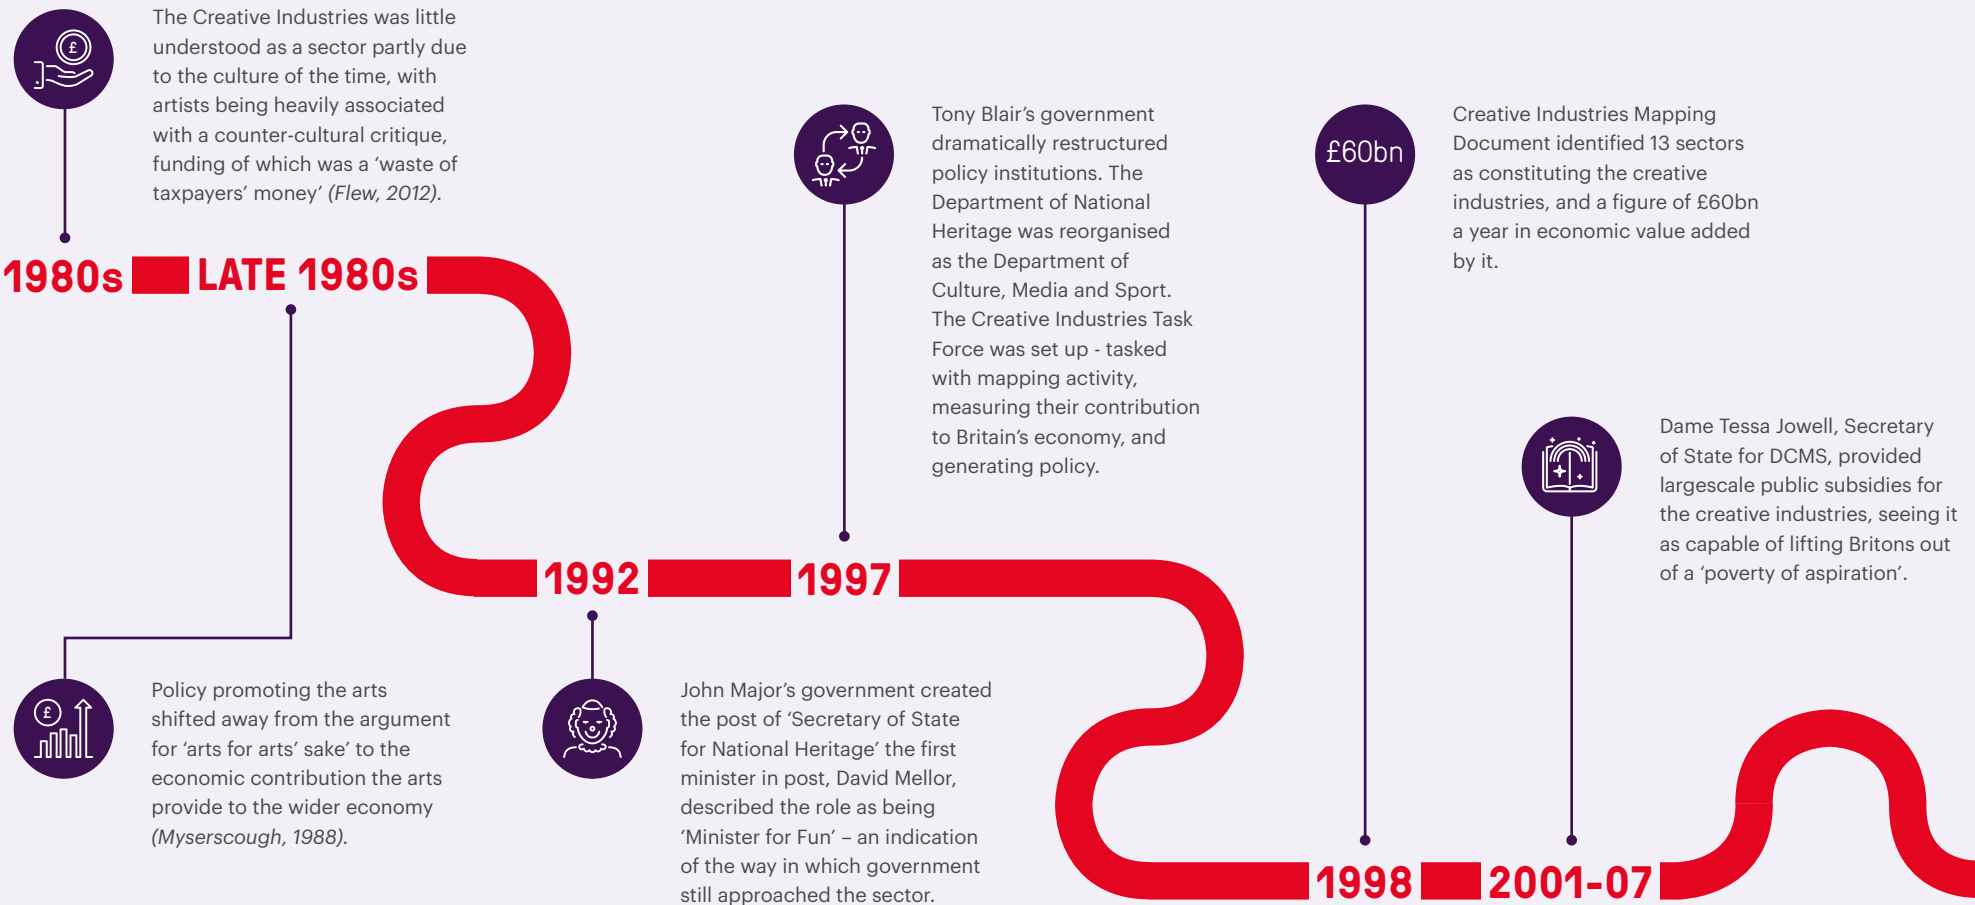 £
The Creative Industries was little
understood as a sector partly due
to the culture of the time, with
artists being heavily associated
with a counter-cultural critique,
funding of which was a ‘waste of
taxpayers’ money’ (Flew, 2012).
1980s
LATE 1980s
£
Policy promoting the arts
shifted away from the argument
for ‘arts for arts’ sake’ to the
economic contribution the arts
provide to the wider economy
(Myserscough, 1988).
1992
John Major’s government created
the post of ‘Secretary of State
for National Heritage’ the first
minister in post, David Mellor,
described the role as being
‘Minister for Fun’ – an indication
of the way in which government
still approached the sector.
Tony Blair’s government
dramatically restructured
policy institutions. The
Department of National
Heritage was reorganised
as the Department of
Culture, Media and Sport.
The Creative Industries Task
Force was set up - tasked
with mapping activity,
measuring their contribution
to Britain’s economy, and
generating policy.
1997
£60bn
Creative Industries Mapping
Document identified 13 sectors
as constituting the creative
industries, and a figure of £60bn
a year in economic value added
by it.
1998
Dame Tessa Jowell, Secretary
of State for DCMS, provided
largescale public subsidies for
the creative industries, seeing it
as capable of lifting Britons out
of a ‘poverty of aspiration’.
2001-07